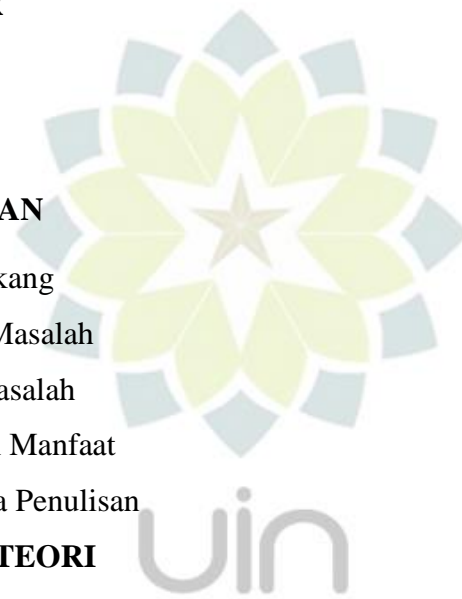 AN
kang
Masalah
asalah
Manfaat
a Penulisan
TEORI
uin